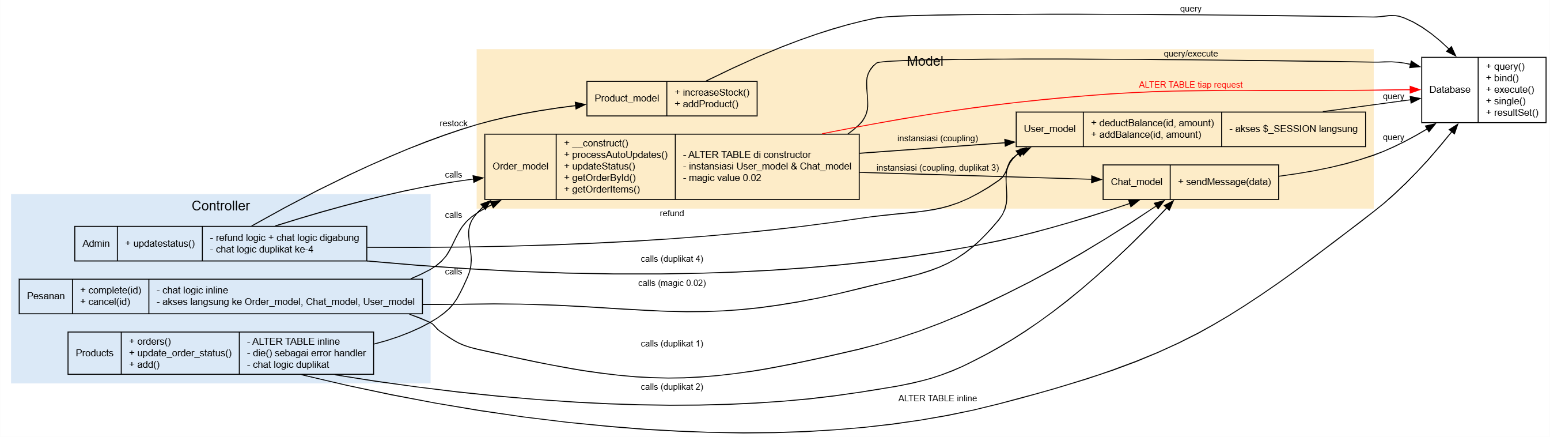 query
Model
query/execute
Product_model
+ increaseStock()
+ addProduct()
ALTER TABLE tiap request
Database
+ query()
+ bind()
+ execute()
+ single()
+ resultSet()
query
restock
Order_model
+ __construct()
+ processAutoUpdates()
+ updateStatus()
+ getOrderById()
+ getOrderItems()
- ALTER TABLE di constructor
- instansiasi User_model & Chat_model
- magic value 0.02
instansiasi (coupling)
User_model
+ deductBalance(id, amount)
+ addBalance(id, amount)
- akses $_SESSION langsung
query
instansiasi (coupling, duplikat 3)
Chat_model
+ sendMessage(data)
calls
Controller
calls
refund
Admin
+ updatestatus()
- refund logic + chat logic digabung
- chat logic duplikat ke-4
calls (duplikat 4)
calls
calls (magic 0.02)
Pesanan
+ complete(id)
+ cancel(id)
- chat logic inline
- akses langsung ke Order_model, Chat_model, User_model
calls (duplikat 1)
Products
+ orders()
+ update_order_status()
+ add()
- ALTER TABLE inline
- die() sebagai error handler
- chat logic duplikat
calls (duplikat 2)
ALTER TABLE inline